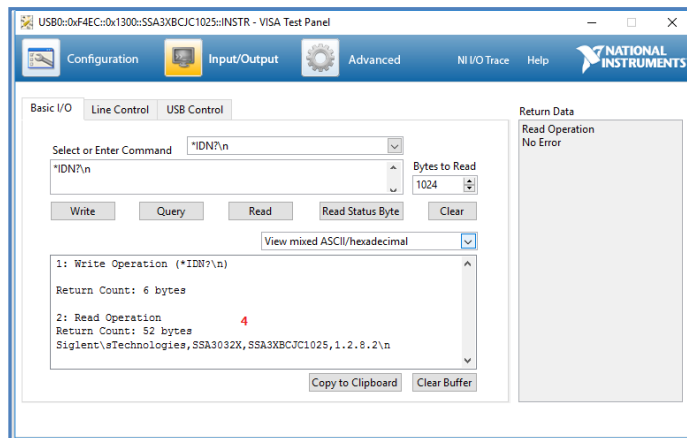 USB0::0xF4EC::0x1300::SSA3XBCJC1025::INSTR - VISA Test Panel
Configuration
Input/Output
Advanced
NI I/O Trace
Help
NATIONAL
INSTRUMENTS
Basic I/O
Line Control
USB Control
Return Data
Read Operation
No Error
Select or Enter Command
*IDN?\n
*IDN?\n
Bytes to Read
1024
Write
Query
Read
Read Status Byte
Clear
View mixed ASCII/hexadecimal
1: Write Operation (*IDN?\n)
Return Count: 6 bytes
2: Read Operation
4
Return Count: 52 bytes
Siglent\sTechnologies,SSA3032X,SSA3XBCJC1025,1.2.8.2\n
Copy to Clipboard
Clear Buffer